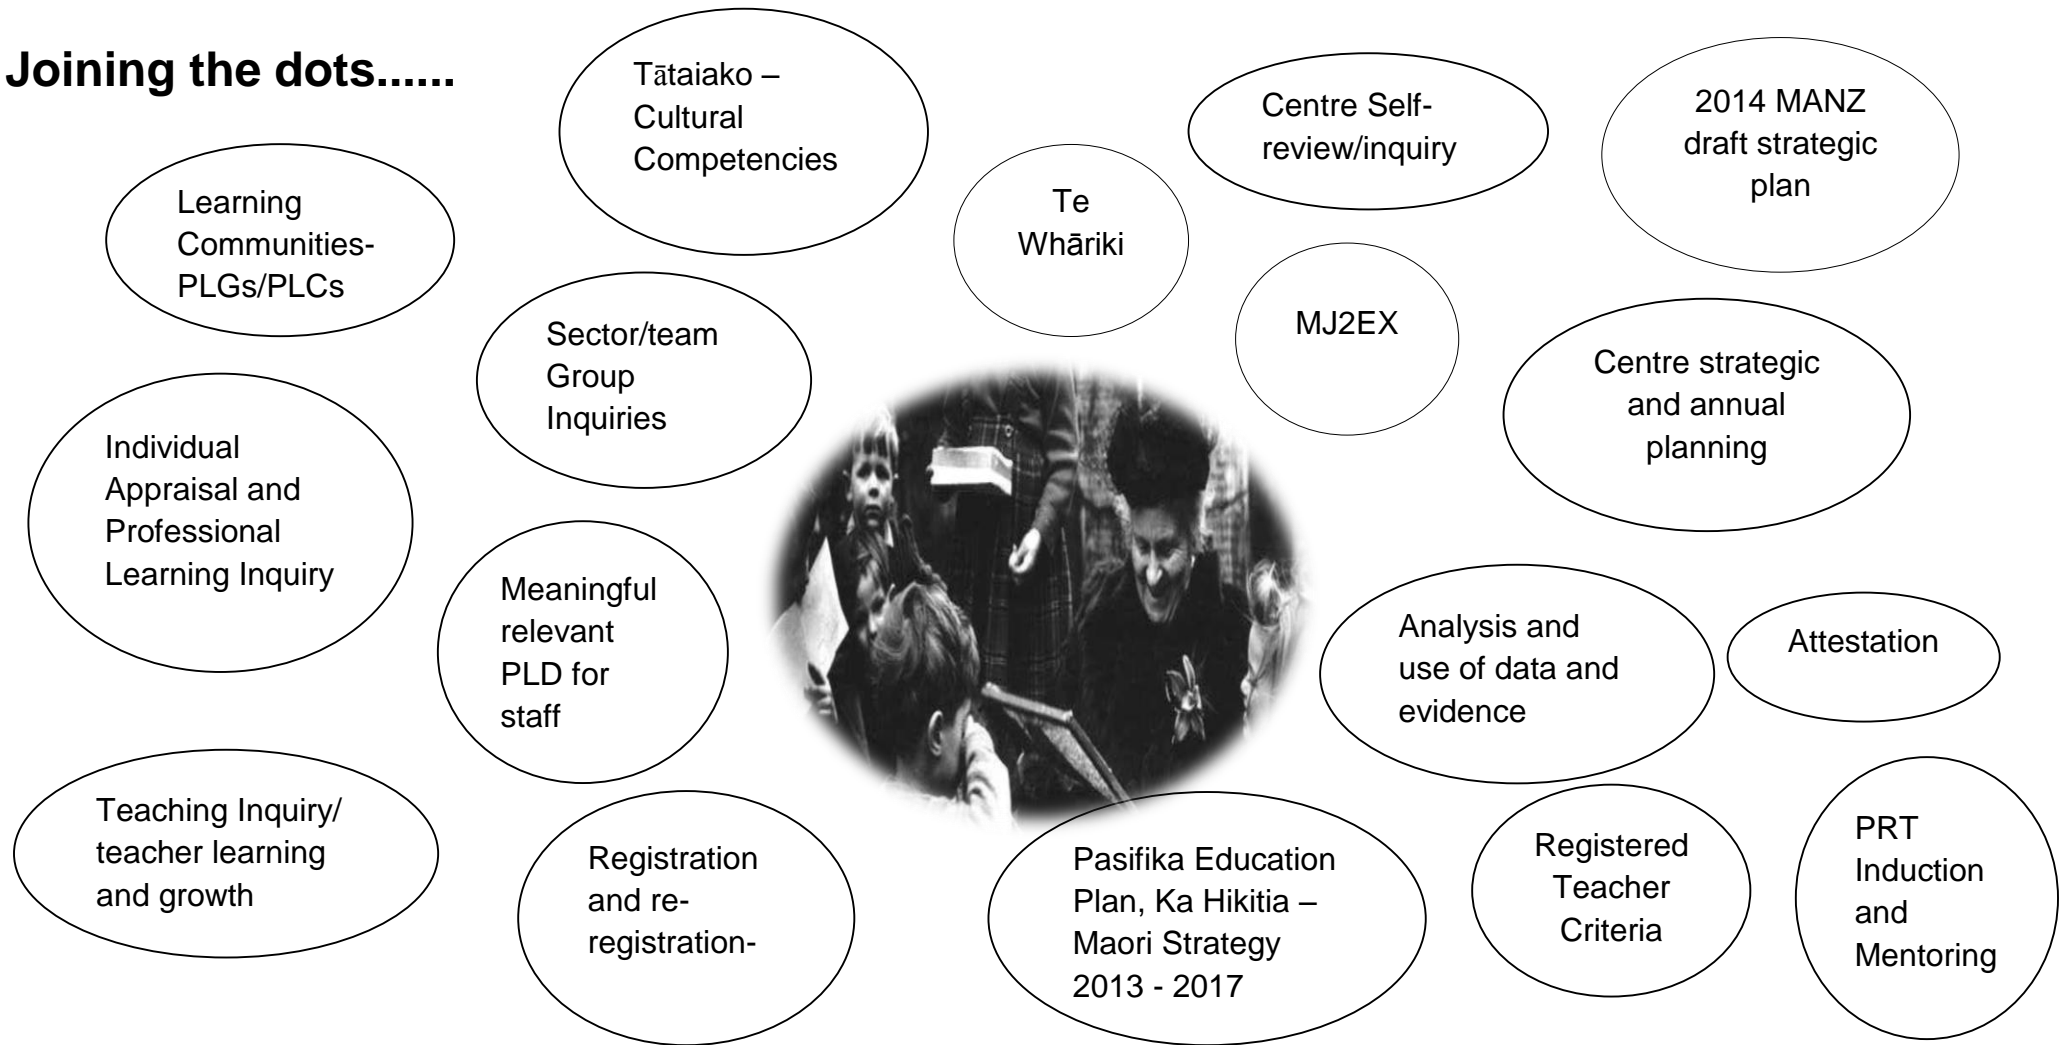 Joining the dots......
Tātaiako –
Cultural
Competencies
Centre Self-
review/inquiry
2014 MANZ
draft strategic
plan
Learning
Communities-
PLGs/PLCs
Te
Whāriki
Sector/team
Group
Inquiries
MJ2EX
Centre strategic
and annual
planning
Individual
Appraisal and
Professional
Learning Inquiry
Meaningful
relevant
PLD for
staff
Analysis and
use of data and
evidence
Attestation
Teaching Inquiry/
teacher learning
and growth
Registration
and re-
registration-
Pasifika Education
Plan, Ka Hikitia –
Maori Strategy
2013 - 2017
Registered
Teacher
Criteria
PRT
Induction
and
Mentoring